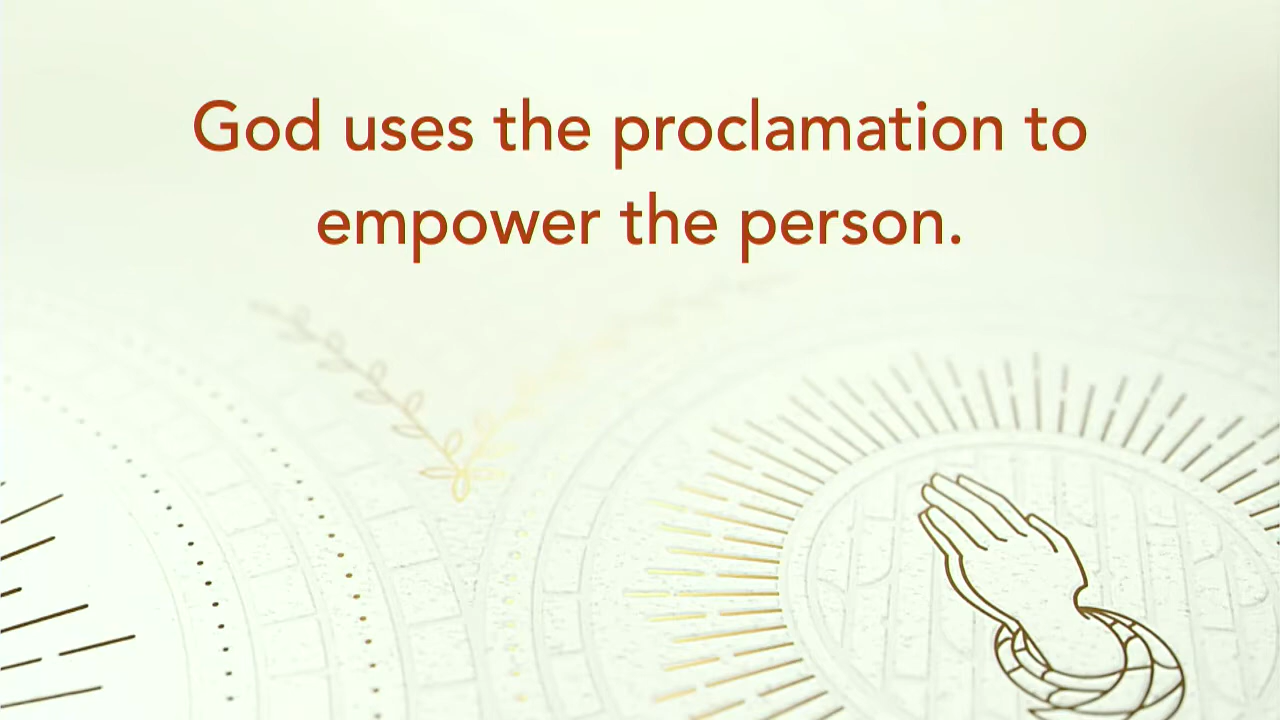 God uses the proclamation to
empower the person.